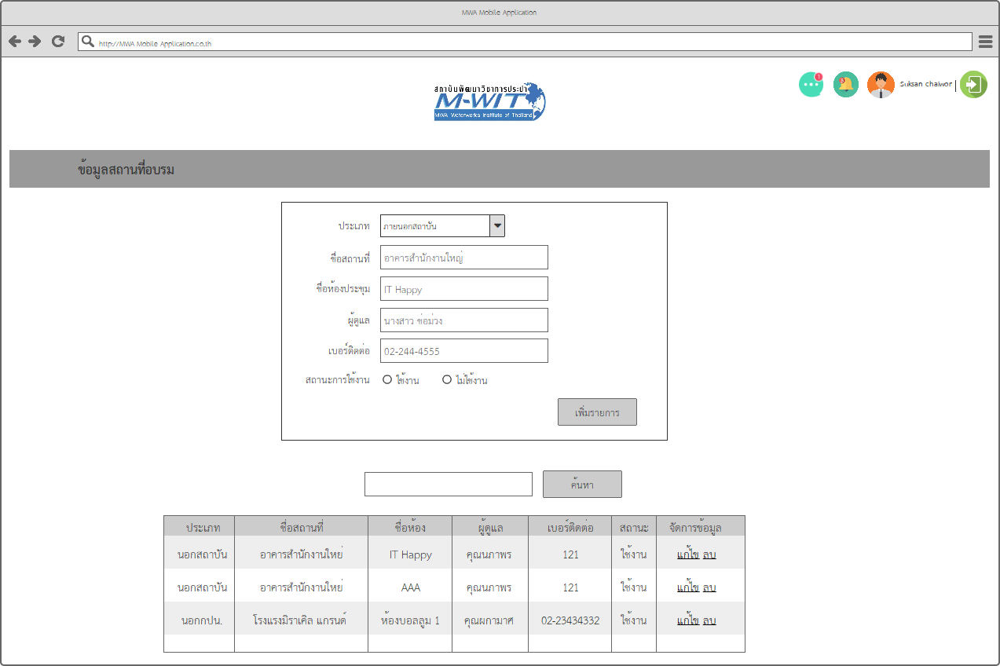 MWA Mobile Application
http://MWA Mobile Application.co.th
1
5
Suksan chaiwon |
สถาบันพัฒนาวิชาการประปา
M-WIT
MWA Waterworks Institute of Thailand
ข้อมูลสถานที่อบรม
ประเภท ภายนอกสถาบัน
ชื่อสถานที่ อาคารสำนักงานใหญ่
ชื่อห้องประชุม IT Happy
ผู้ดูแล นางสาว ช่อม่วง
เบอร์ติดต่อ 02-244-4555
สถานะการใช้งาน ใช้งาน ไม่ใช้งาน
เพิ่มรายการ
ค้นหา
ประเภท ชื่อสถานที่ ชื่อห้อง ผู้ดูแล เบอร์ติดต่อ สถานะ จัดการข้อมูล
นอกสถาบัน อาคารสำนักงานใหย่ IT Happy คุณนภาพร 121 ใช้งาน แก้ไข ลบ
นอกสถาบัน อาคารสำนักงานใหย่ AAA คุณนภาพร 121 ใช้งาน แก้ไข ลบ
นอกกปน. โรงแรงมิราเคิล แกรนด์ ห้องบอลลูม 1 คุณผกามาศ 02-23434332 ใช้งาน แก้ไข ลบ